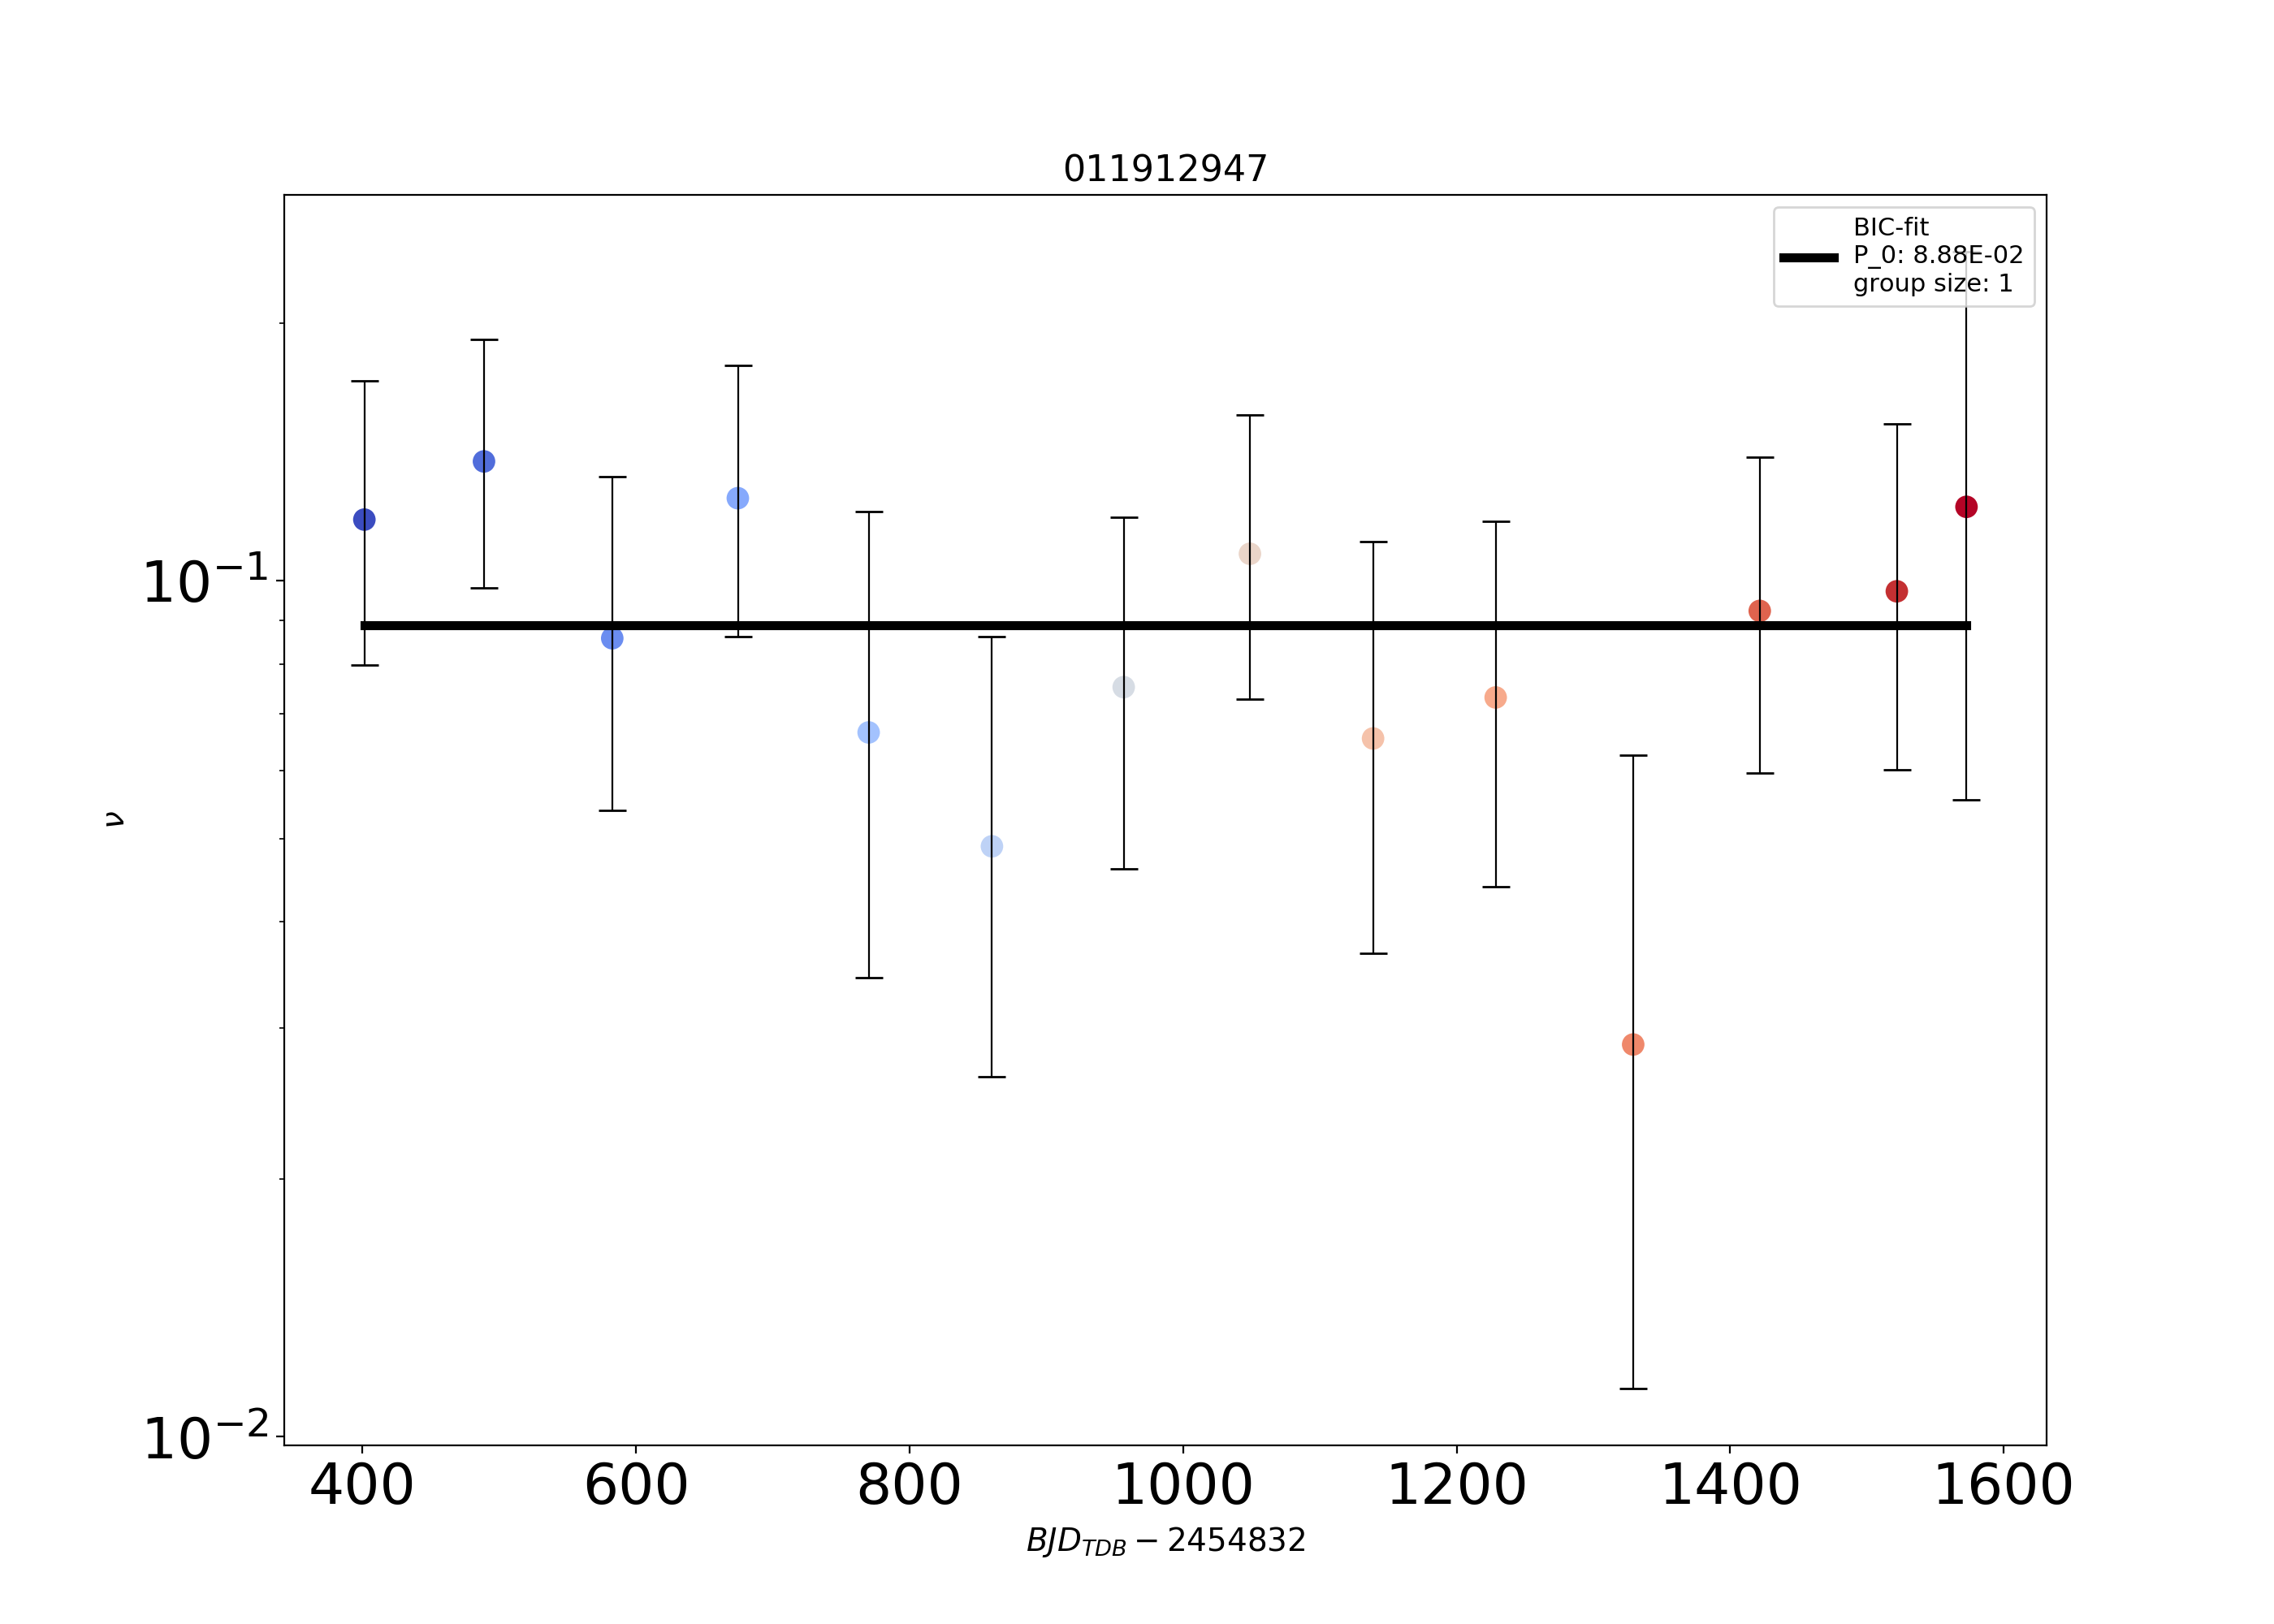 011912947
BIC-fit
P_0: 8.88E-02
group size: 1
10⁻¹
10⁻²
ν
400 600 800 1000 1200 1400 1600
BJD_TDB − 2454832